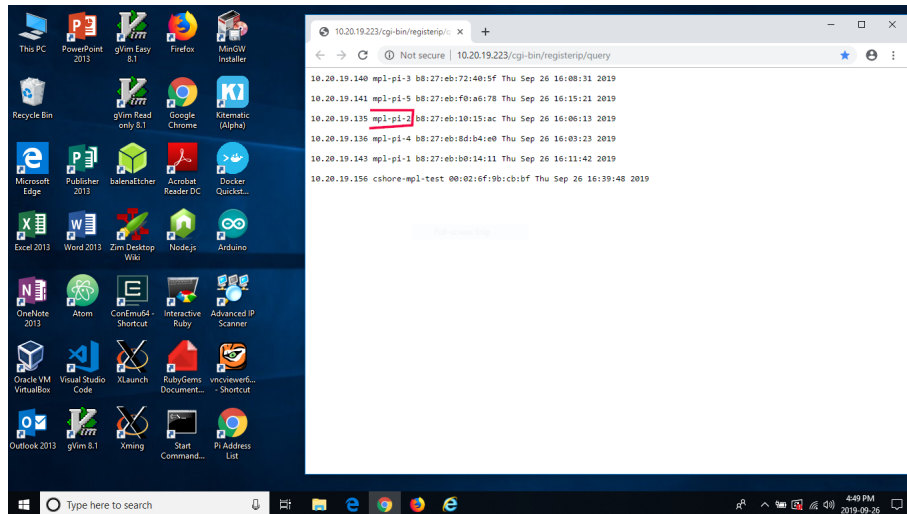 This PC
PowerPoint
2013
gVim Easy
8.1
Firefox
MinGW
Installer
Recycle Bin
gVim Read
only 8.1
Google
Chrome
Kitematic
(Alpha)
Microsoft
Edge
Publisher
2013
balenaEtcher
Acrobat
Reader DC
Docker
Quickst...
Excel 2013
Word 2013
Zim Desktop
Wiki
Node.js
Arduino
OneNote
2013
Atom
ConEmu64 -
Shortcut
Interactive
Ruby
Advanced IP
Scanner
Oracle VM
VirtualBox
Visual Studio
Code
XLaunch
RubyGems
Document...
vncviewer6...
- Shortcut
Outlook 2013
gVim 8.1
Xming
Start
Command...
Pi Address
List
10.20.19.223/cgi-bin/registerip/q
Not secure | 10.20.19.223/cgi-bin/registerip/query
10.20.19.140 mpl-pi-3 b8:27:eb:72:40:5f Thu Sep 26 16:08:31 2019
10.20.19.141 mpl-pi-5 b8:27:eb:f0:a6:78 Thu Sep 26 16:15:21 2019
10.20.19.135 mpl-pi-2 b8:27:eb:10:15:ac Thu Sep 26 16:06:13 2019
10.20.19.136 mpl-pi-4 b8:27:eb:8d:b4:e0 Thu Sep 26 16:03:23 2019
10.20.19.143 mpl-pi-1 b8:27:eb:b0:14:11 Thu Sep 26 16:11:42 2019
10.20.19.156 cshore-mpl-test 00:02:6f:9b:cb:bf Thu Sep 26 16:39:48 2019
Type here to search
4:49 PM
2019-09-26